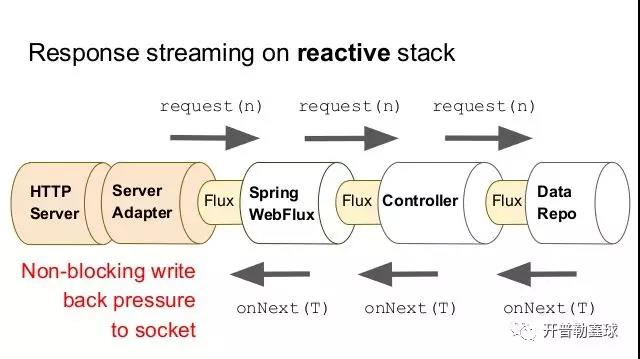 Response streaming on reactive stack
request(n) request(n) request(n)
HTTP
Server
Server
Adapter
Flux
Spring
WebFlux
Flux
Controller
Flux
Data
Repo
Non-blocking write
back pressure
to socket
onNext(T) onNext(T) onNext(T)
开普勒鑫球